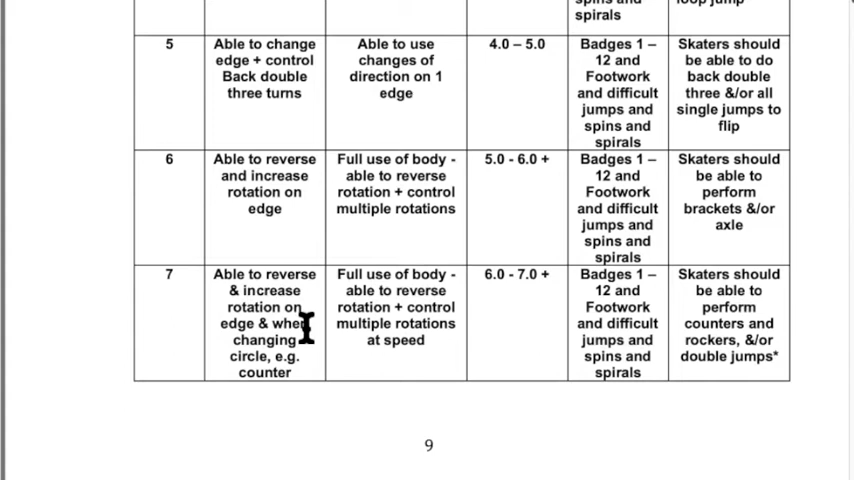 spins and
spirals
loop jump
5
Able to change
edge + control
Back double
three turns
Able to use
changes of
direction on 1
edge
4.0 – 5.0
Badges 1 –
12 and
Footwork
and difficult
jumps and
spins and
spirals
Skaters should
be able to do
back double
three &/or all
single jumps to
flip
6
Able to reverse
and increase
rotation on
edge
Full use of body -
able to reverse
rotation + control
multiple rotations
5.0 - 6.0 +
Badges 1 –
12 and
Footwork
and difficult
jumps and
spins and
spirals
Skaters should
be able to
perform
brackets &/or
axle
7
Able to reverse
& increase
rotation on
edge & when
changing
circle, e.g.
counter
Full use of body -
able to reverse
rotation + control
multiple rotations
at speed
6.0 - 7.0 +
Badges 1 –
12 and
Footwork
and difficult
jumps and
spins and
spirals
Skaters should
be able to
perform
counters and
rockers, &/or
double jumps*
9